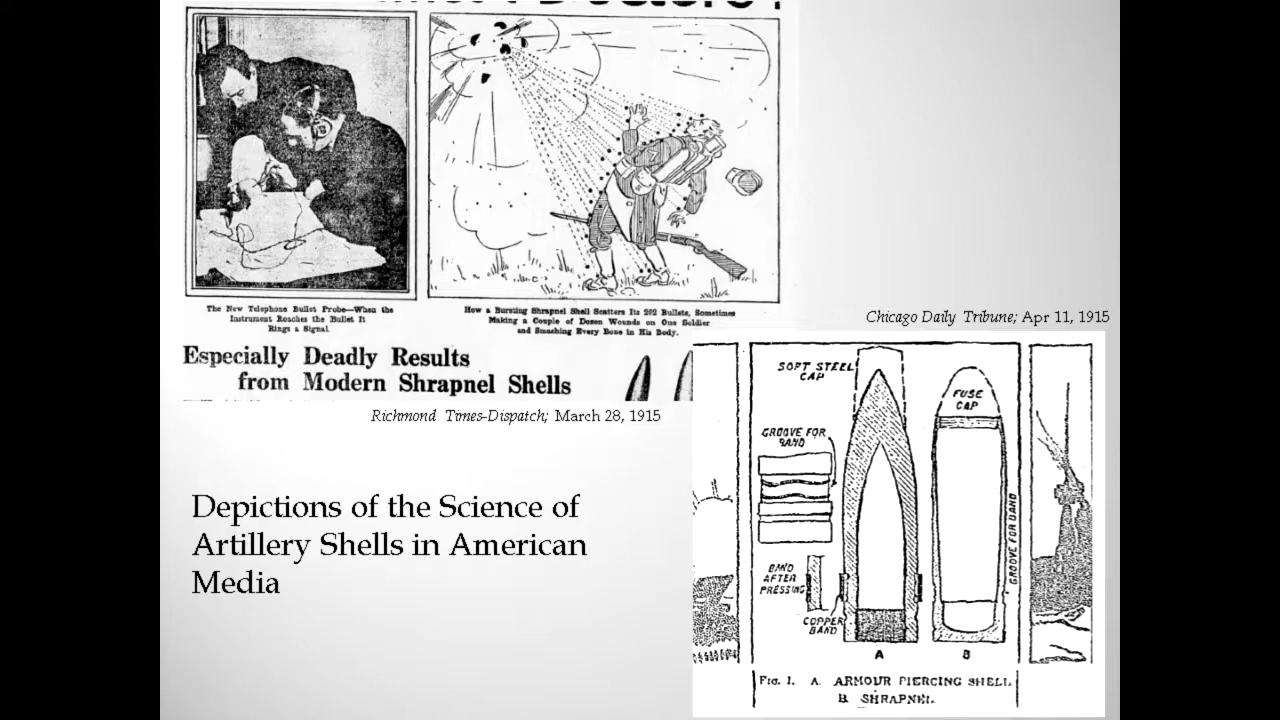 The New Telephone Bullet Probe—When the
Instrument Reaches the Bullet It
Rings a Signal.
How a Bursting Shrapnel Shell Scatters Its 202 Bullets, Sometimes
Making a Couple of Dozen Wounds on One Soldier
and Smashing Every Bone in His Body.
Especially Deadly Results
from Modern Shrapnel Shells
Richmond Times-Dispatch; March 28, 1915
Depictions of the Science of
Artillery Shells in American
Media
Chicago Daily Tribune; Apr 11, 1915
SOFT STEEL
CAP
FUSE
CAP
GROOVE FOR
BAND
GROOVE FOR BAND
BAND
AFTER
PRESSING
COPPER
BAND
A
B
FIG. 1. A. ARMOUR PIERCING SHELL.
B. SHRAPNEL.